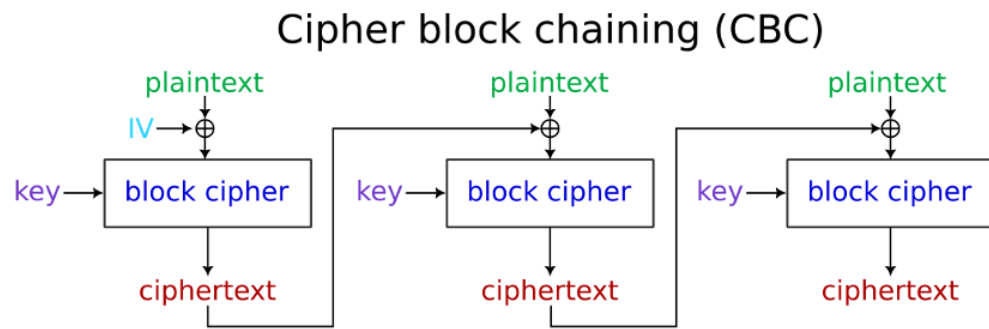 Cipher block chaining (CBC)
plaintext plaintext plaintext
IV
key block cipher key block cipher key block cipher
ciphertext ciphertext ciphertext